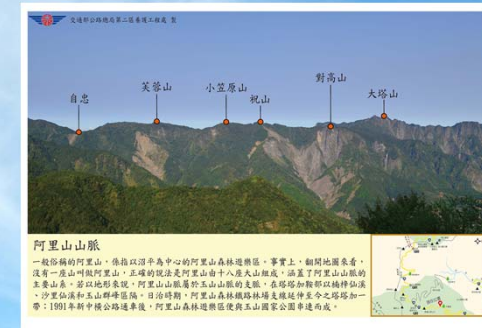 交通部公路總局第二區養護工程處 製
自忠
芙蓉山
小笠原山
祝山
對高山
大塔山
阿里山山脈
一般俗稱的阿里山，係指以沼平為中心的阿里山森林遊樂區。事實上，翻開地圖來看，
沒有一座山叫做阿里山，正確的說法是阿里山由十八座大山組成，涵蓋了阿里山山脈的
主要山系。若以地形來說，阿里山山脈屬於玉山山脈的支脈，在塔塔加鞍部以楠梓仙溪
、沙里仙溪和玉山群峰區隔。日治時期，阿里山森林鐵路林場支線延伸至今之塔塔加一
帶；1991年新中橫公路通車後，阿里山森林遊樂區便與玉山國家公園串連而成。